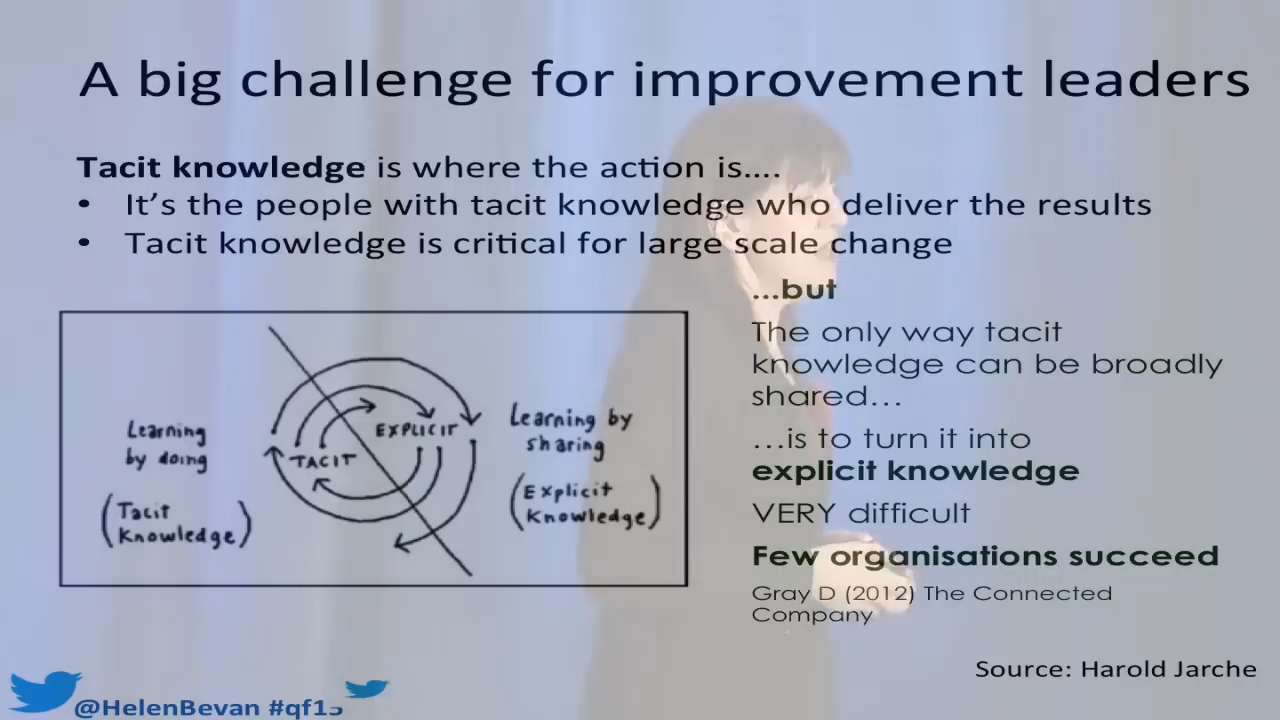 A big challenge for improvement leaders
Tacit knowledge is where the action is....
• It's the people with tacit knowledge who deliver the results
• Tacit knowledge is critical for large scale change
...but
The only way tacit
knowledge can be broadly
shared...
...is to turn it into
explicit knowledge
VERY difficult
Few organisations succeed
Gray D (2012) The Connected
Company
Learning
by doing
(Tacit
Knowledge)
TACIT
EXPLICIT
Learning by
sharing
(Explicit
Knowledge)
Source: Harold Jarche
@HelenBevan #qf15